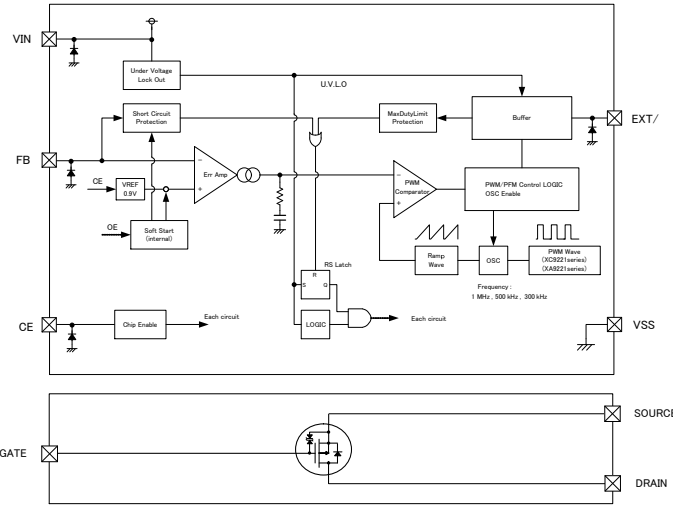 VIN
Under Voltage
Lock Out
U.V.L.O
Short Circuit
Protection
MaxDutyLimit
Protection
Buffer
EXT/
FB
Err Amp
CE
VREF
0.9V
OE
Soft Start
(internal)
PWM
Comparator
PWM/PFM Control LOGIC
OSC Enable
Ramp
Wave
OSC
PWM Wave
(XC9221series)
(XA9221series)
Frequency :
1 MHz , 500 kHz , 300 kHz
RS Latch
R
S
Q
LOGIC
Each circuit
CE
Chip Enable
Each circuit
VSS
GATE
SOURCE
DRAIN